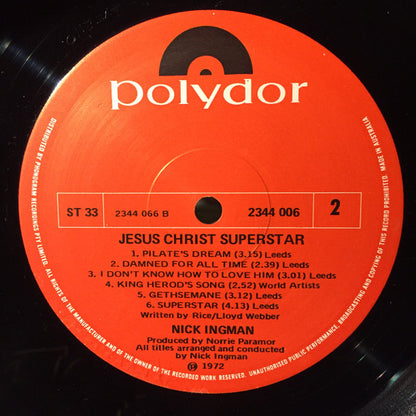 polydor
ST 33
2344 066 B
2344 006
2
JESUS CHRIST SUPERSTAR
1. PILATE'S DREAM (3.15) Leeds
2. DAMNED FOR ALL TIME (2.39) Leeds
3. I DON'T KNOW HOW TO LOVE HIM (3.01) Leeds
4. KING HEROD'S SONG (2.52) World Artists
5. GETHSEMANE (3.12) Leeds
6. SUPERSTAR (4.13) Leeds
Written by Rice/Lloyd Webber
NICK INGMAN
Produced by Norrie Paramor
All titles arranged and conducted
by Nick Ingman
℗ 1972
DISTRIBUTED BY PHONOGRAM RECORDINGS PTY LIMITED. ALL RIGHTS OF THE MANUFACTURER AND OF THE OWNER OF THE RECORDED WORK RESERVED. UNAUTHORISED PUBLIC PERFORMANCE, BROADCASTING AND COPYING OF THIS RECORD PROHIBITED. MADE IN AUSTRALIA